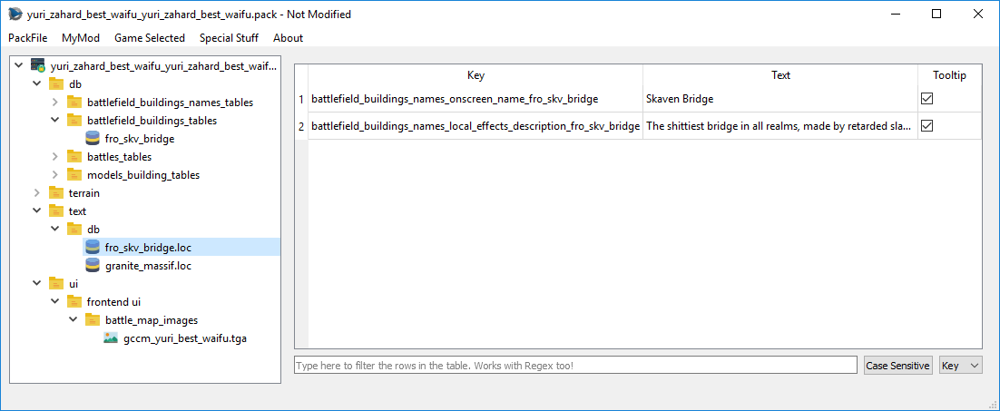 yuri_zahard_best_waifu_yuri_zahard_best_waifu.pack - Not Modified
PackFile MyMod Game Selected Special Stuff About
yuri_zahard_best_waifu_yuri_zahard_best_waif...
db
battlefield_buildings_names_tables
battlefield_buildings_tables
fro_skv_bridge
battles_tables
models_building_tables
terrain
text
db
fro_skv_bridge.loc
granite_massif.loc
ui
frontend ui
battle_map_images
gccm_yuri_best_waifu.tga
Key Text Tooltip
1 battlefield_buildings_names_onscreen_name_fro_skv_bridge Skaven Bridge
2 battlefield_buildings_names_local_effects_description_fro_skv_bridge The shittiest bridge in all realms, made by retarded sla...
Type here to filter the rows in the table. Works with Regex too! Case Sensitive Key